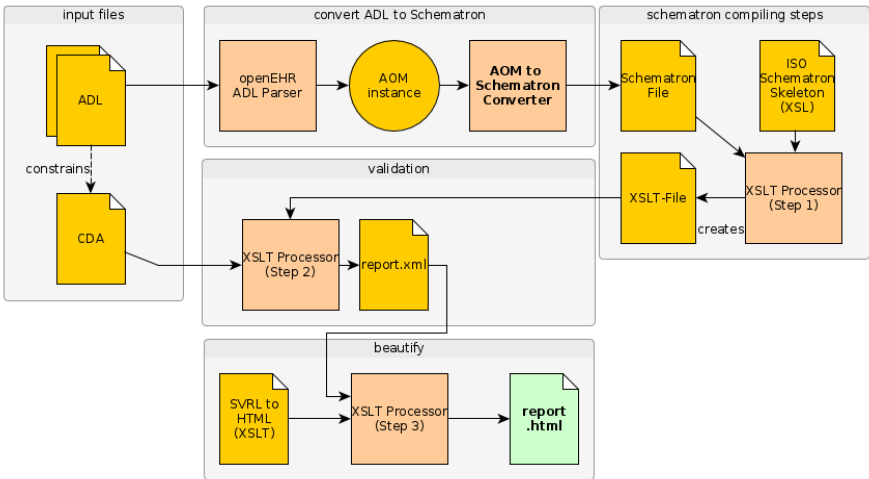 input files
convert ADL to Schematron
schematron compiling steps
ADL
openEHR
ADL Parser
AOM
instance
AOM to
Schematron
Converter
Schematron
File
ISO
Schematron
Skeleton
(XSL)
constrains
validation
CDA
XSLT Processor
(Step 2)
report.xml
XSLT-File
creates
XSLT Processor
(Step 1)
beautify
SVRL to
HTML
(XSLT)
XSLT Processor
(Step 3)
report
.html